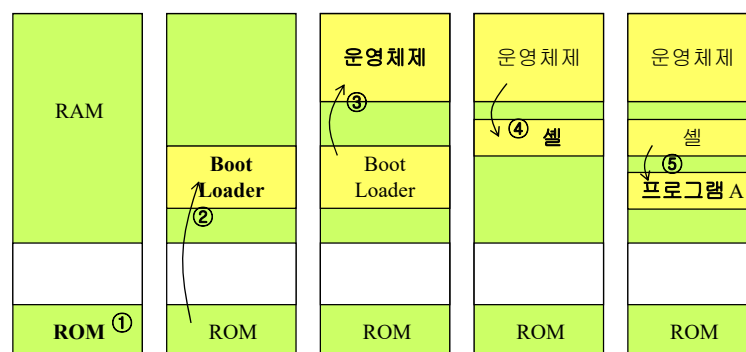 RAM
ROM ①
Boot
Loader
②
ROM
운영체제
③
Boot
Loader
ROM
운영체제
④ 셸
ROM
운영체제
셸
⑤
프로그램 A
ROM